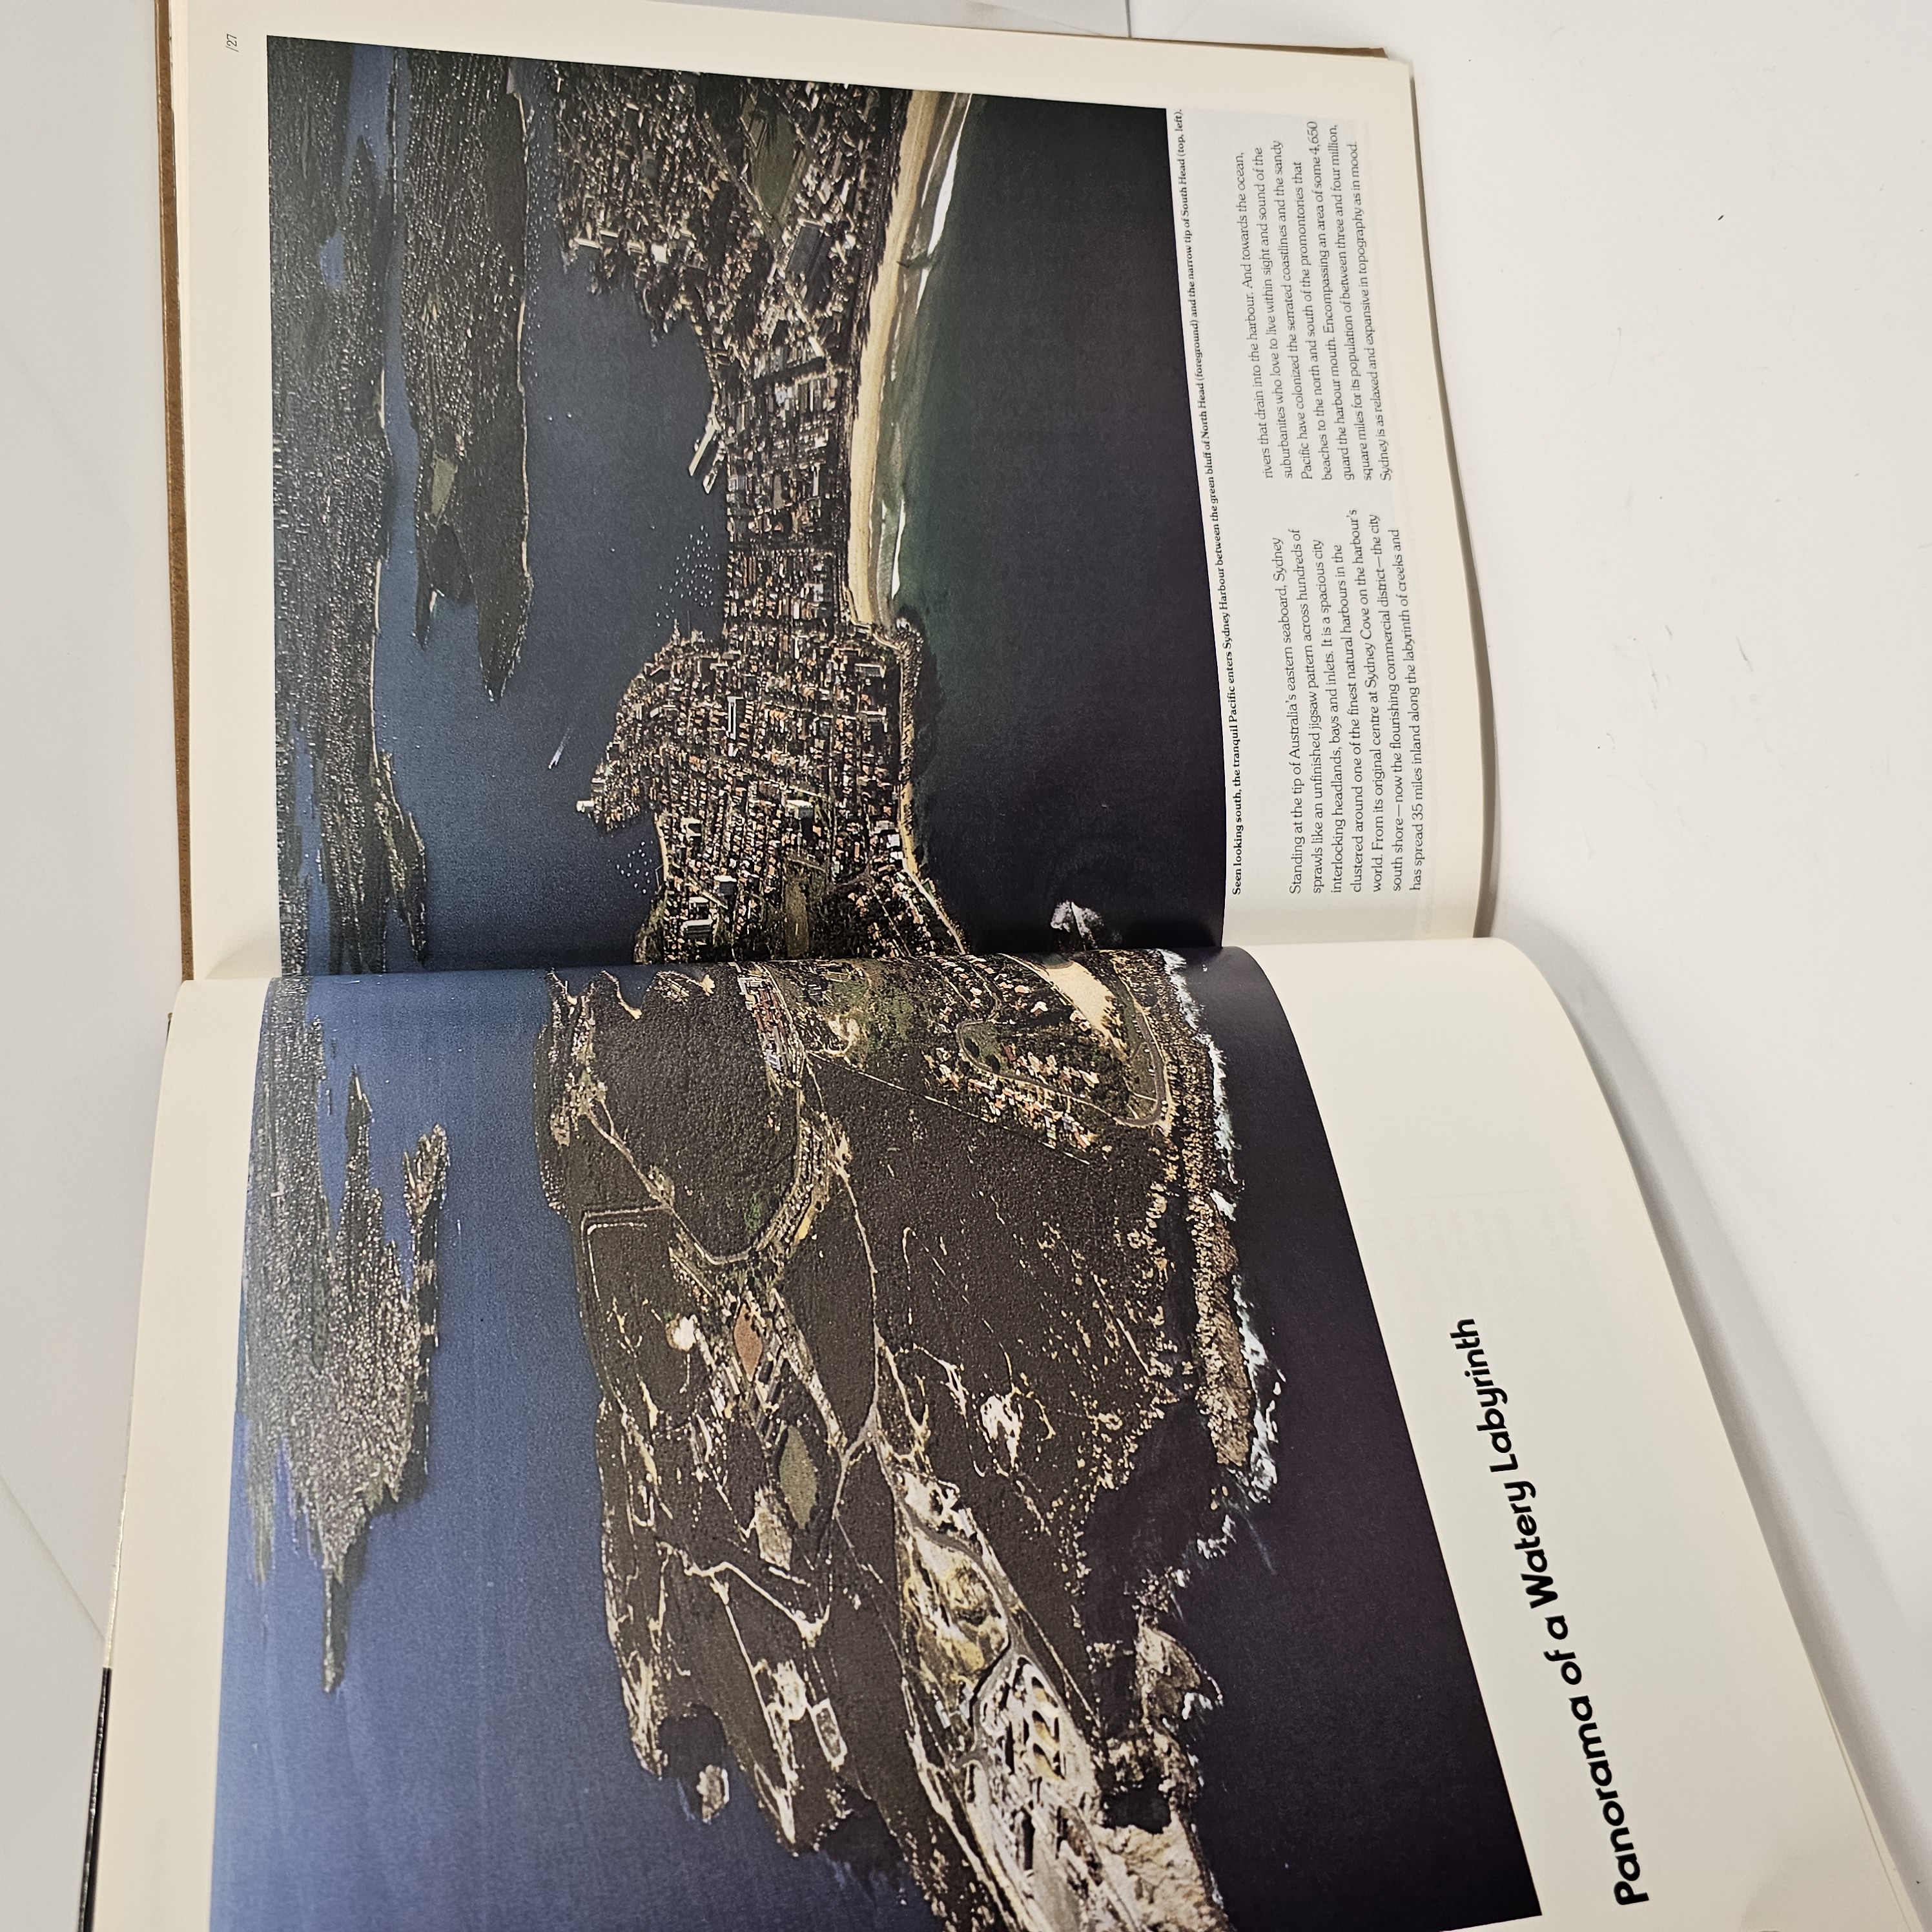 Panorama of a Watery Labyrinth
/27
Seen looking south, the tranquil Pacific enters Sydney Harbour between the green bluff of North Head (foreground) and the narrow tip of South Head (top, left).
Standing at the tip of Australia's eastern seaboard, Sydney
sprawls like an unfinished jigsaw pattern across hundreds of
interlocking headlands, bays and inlets. It is a spacious city
clustered around one of the finest natural harbours in the
world. From its original centre at Sydney Cove on the harbour's
south shore—now the flourishing commercial district—the city
has spread 35 miles inland along the labyrinth of creeks and
rivers that drain into the harbour. And towards the ocean,
suburbanites who love to live within sight and sound of the
Pacific have colonized the serrated coastlines and the sandy
beaches to the north and south of the promontories that
guard the harbour mouth. Encompassing an area of some 4,650
square miles for its population of between three and four million,
Sydney is as relaxed and expansive in topography as in mood.